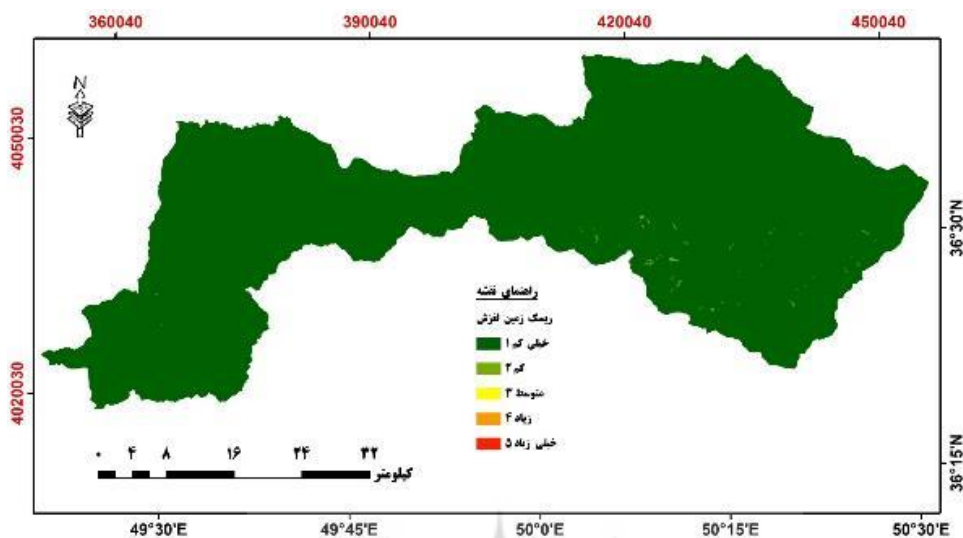 360040 390040 420040 450040
N
4050030
36°30'N
راهنمای نقشه
ریسک زمین لغزش
خیلی کم ۱
کم ۲
متوسط ۳
زیاد ۴
خیلی زیاد ۵
4020030
36°15'N
۰ ۴ ۸ ۱۶ ۲۴ ۳۲
کیلومتر
49°30'E 49°45'E 50°0'E 50°15'E 50°30'E